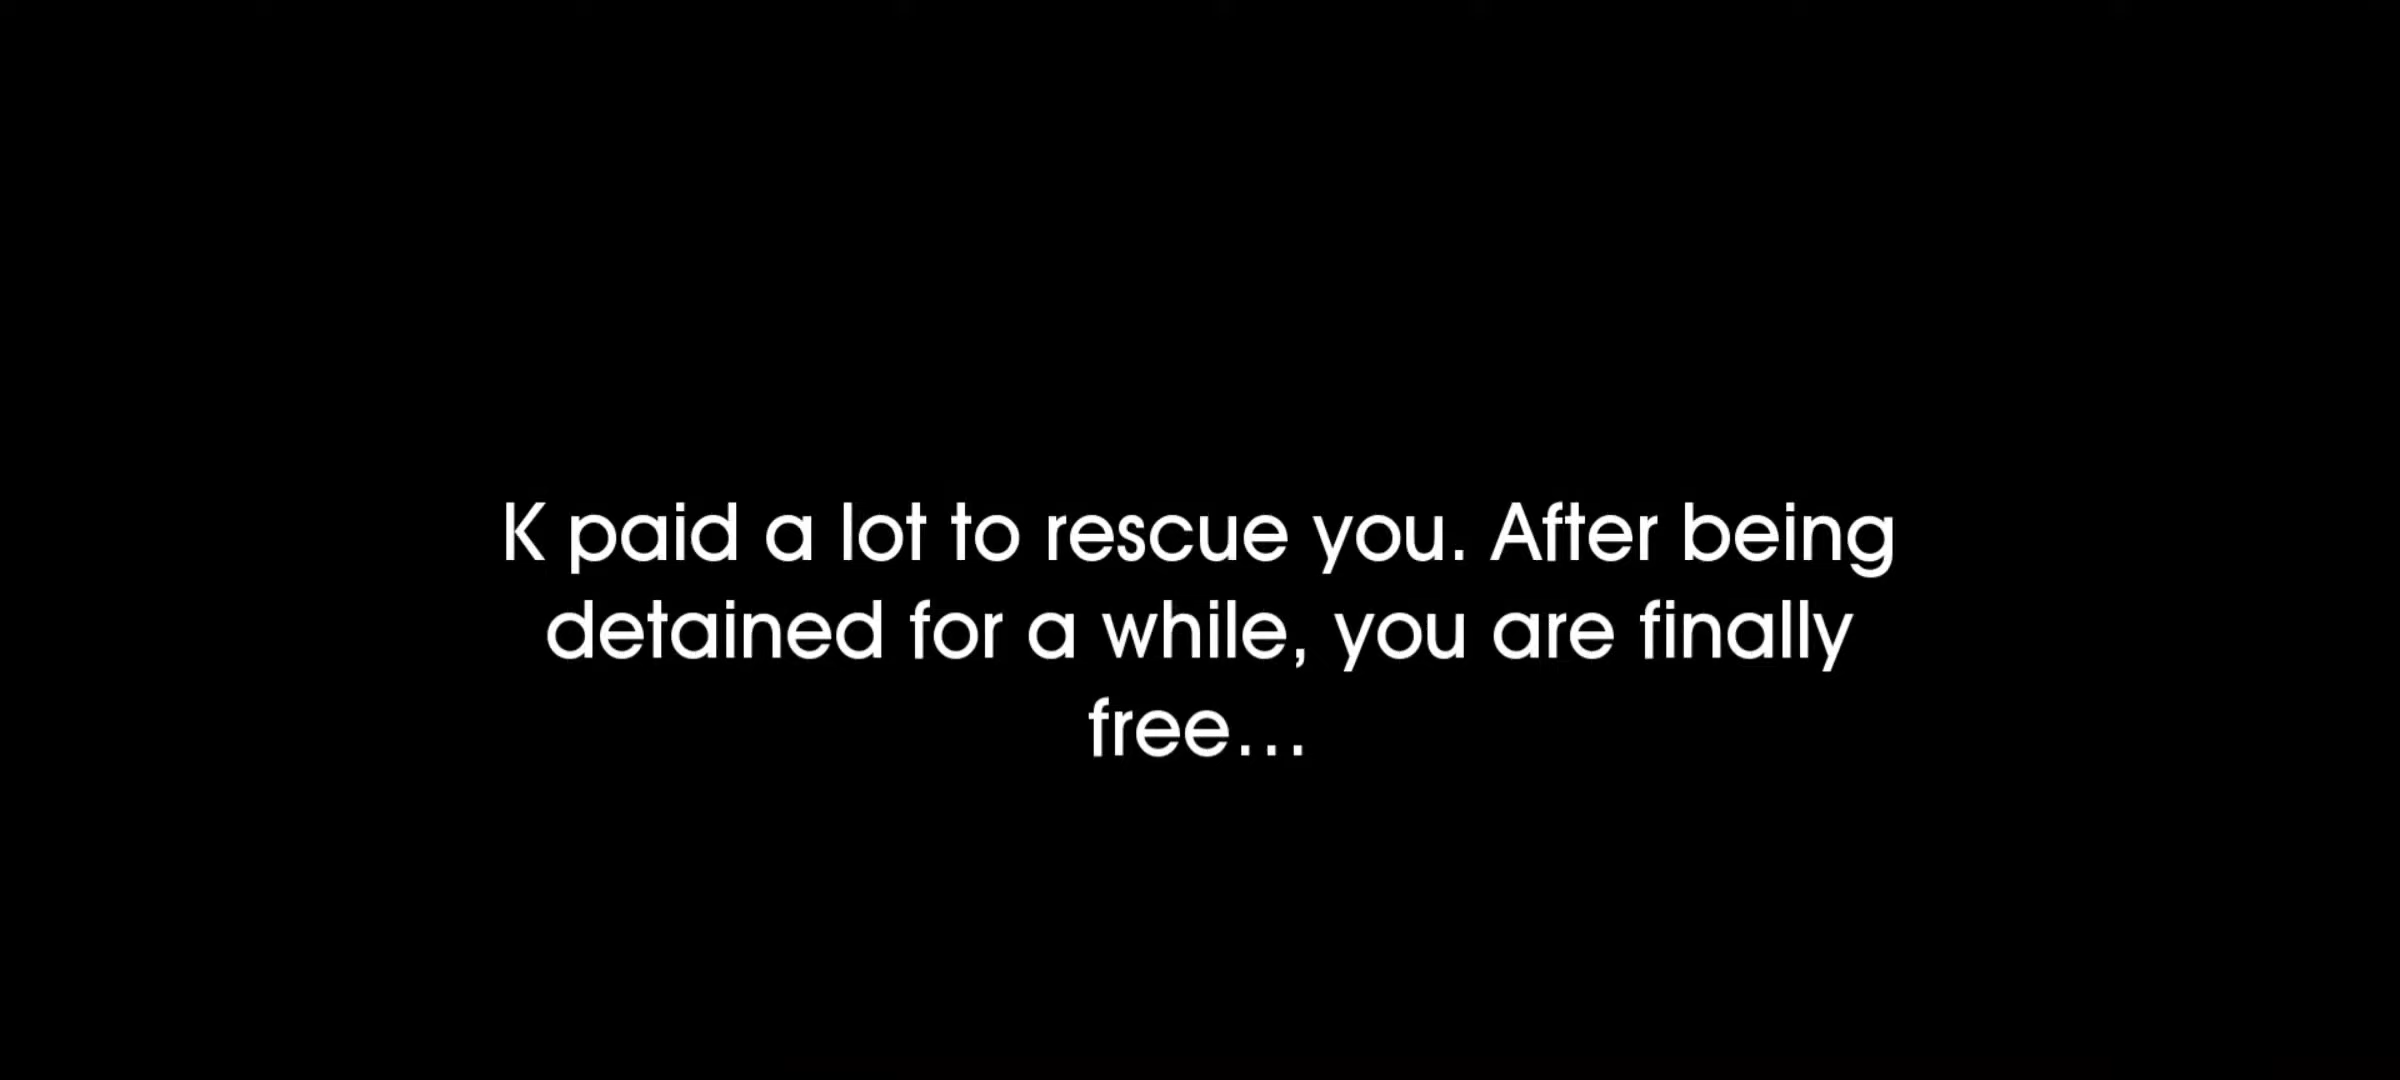 K paid a lot to rescue you. After being
detained for a while, you are finally
free...